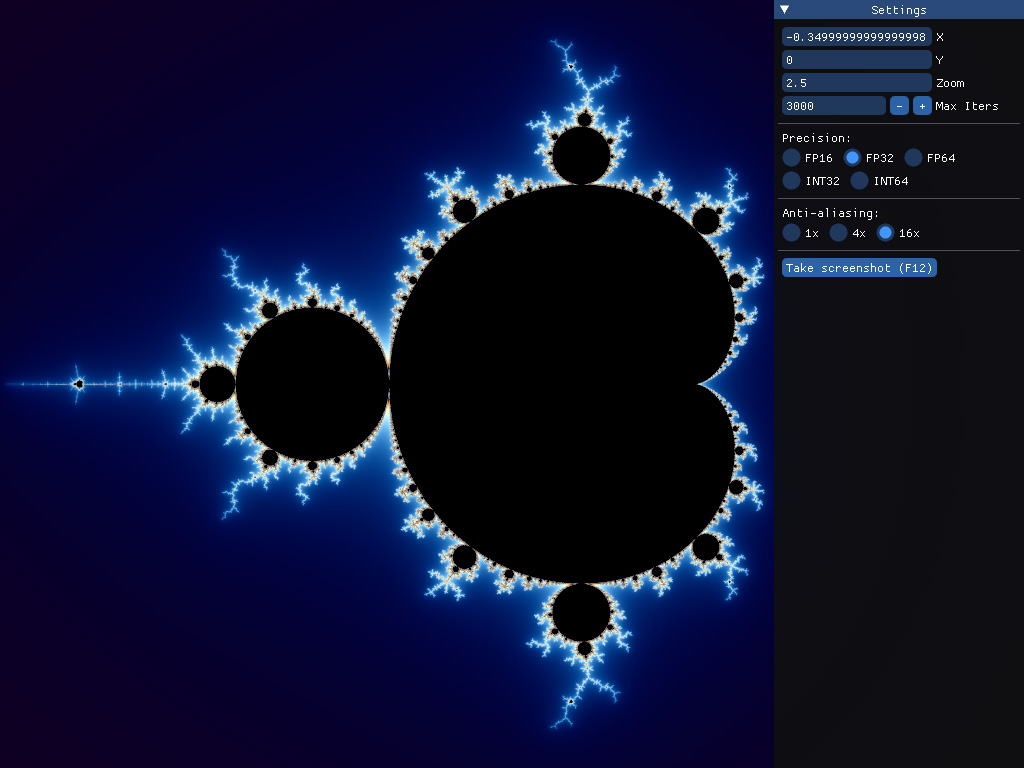 Settings
-0.34999999999999998 X
0 Y
2.5 Zoom
3000 - + Max Iters
Precision:
FP16 FP32 FP64
INT32 INT64
Anti-aliasing:
1x 4x 16x
Take screenshot (F12)